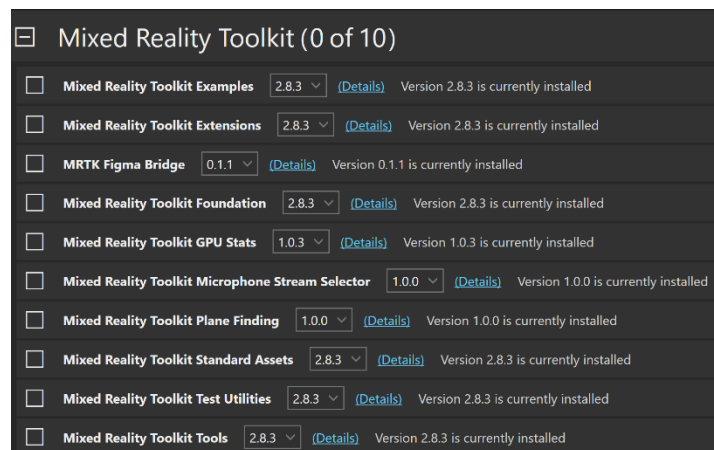 Mixed Reality Toolkit (0 of 10)
Mixed Reality Toolkit Examples 2.8.3 (Details) Version 2.8.3 is currently installed
Mixed Reality Toolkit Extensions 2.8.3 (Details) Version 2.8.3 is currently installed
MRTK Figma Bridge 0.1.1 (Details) Version 0.1.1 is currently installed
Mixed Reality Toolkit Foundation 2.8.3 (Details) Version 2.8.3 is currently installed
Mixed Reality Toolkit GPU Stats 1.0.3 (Details) Version 1.0.3 is currently installed
Mixed Reality Toolkit Microphone Stream Selector 1.0.0 (Details) Version 1.0.0 is currently installed
Mixed Reality Toolkit Plane Finding 1.0.0 (Details) Version 1.0.0 is currently installed
Mixed Reality Toolkit Standard Assets 2.8.3 (Details) Version 2.8.3 is currently installed
Mixed Reality Toolkit Test Utilities 2.8.3 (Details) Version 2.8.3 is currently installed
Mixed Reality Toolkit Tools 2.8.3 (Details) Version 2.8.3 is currently installed